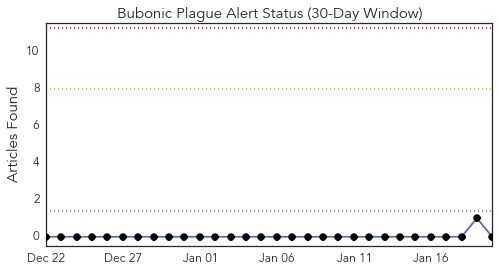 Bubonic Plague Alert Status (30-Day Window)
Articles Found
10
8
6
4
2
0
Dec 22 Dec 27 Jan 01 Jan 06 Jan 11 Jan 16